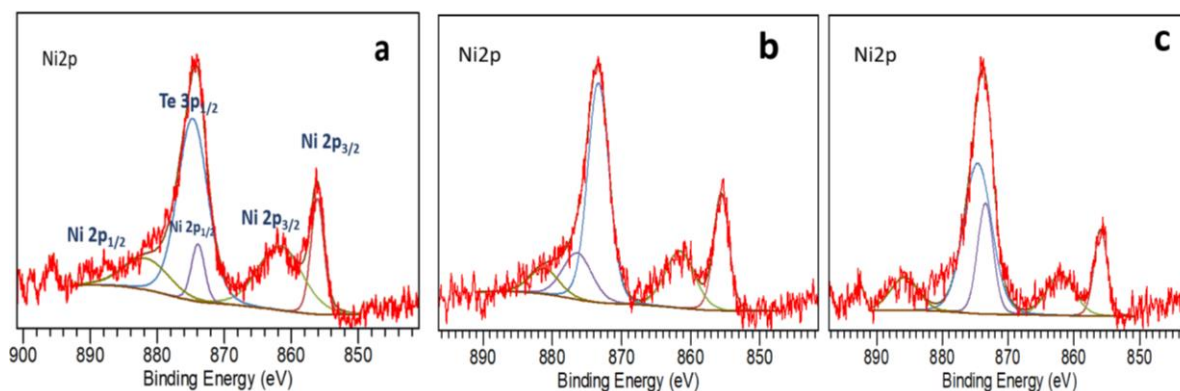 Ni2p
a
Te 3p1/2
Ni 2p3/2
Ni 2p1/2
Ni 2p1/2
Ni 2p3/2
900 890 880 870 860 850
Binding Energy (eV)
Ni2p
b
890 880 870 860 850
Binding Energy (eV)
Ni2p
c
890 880 870 860 850
Binding Energy (eV)